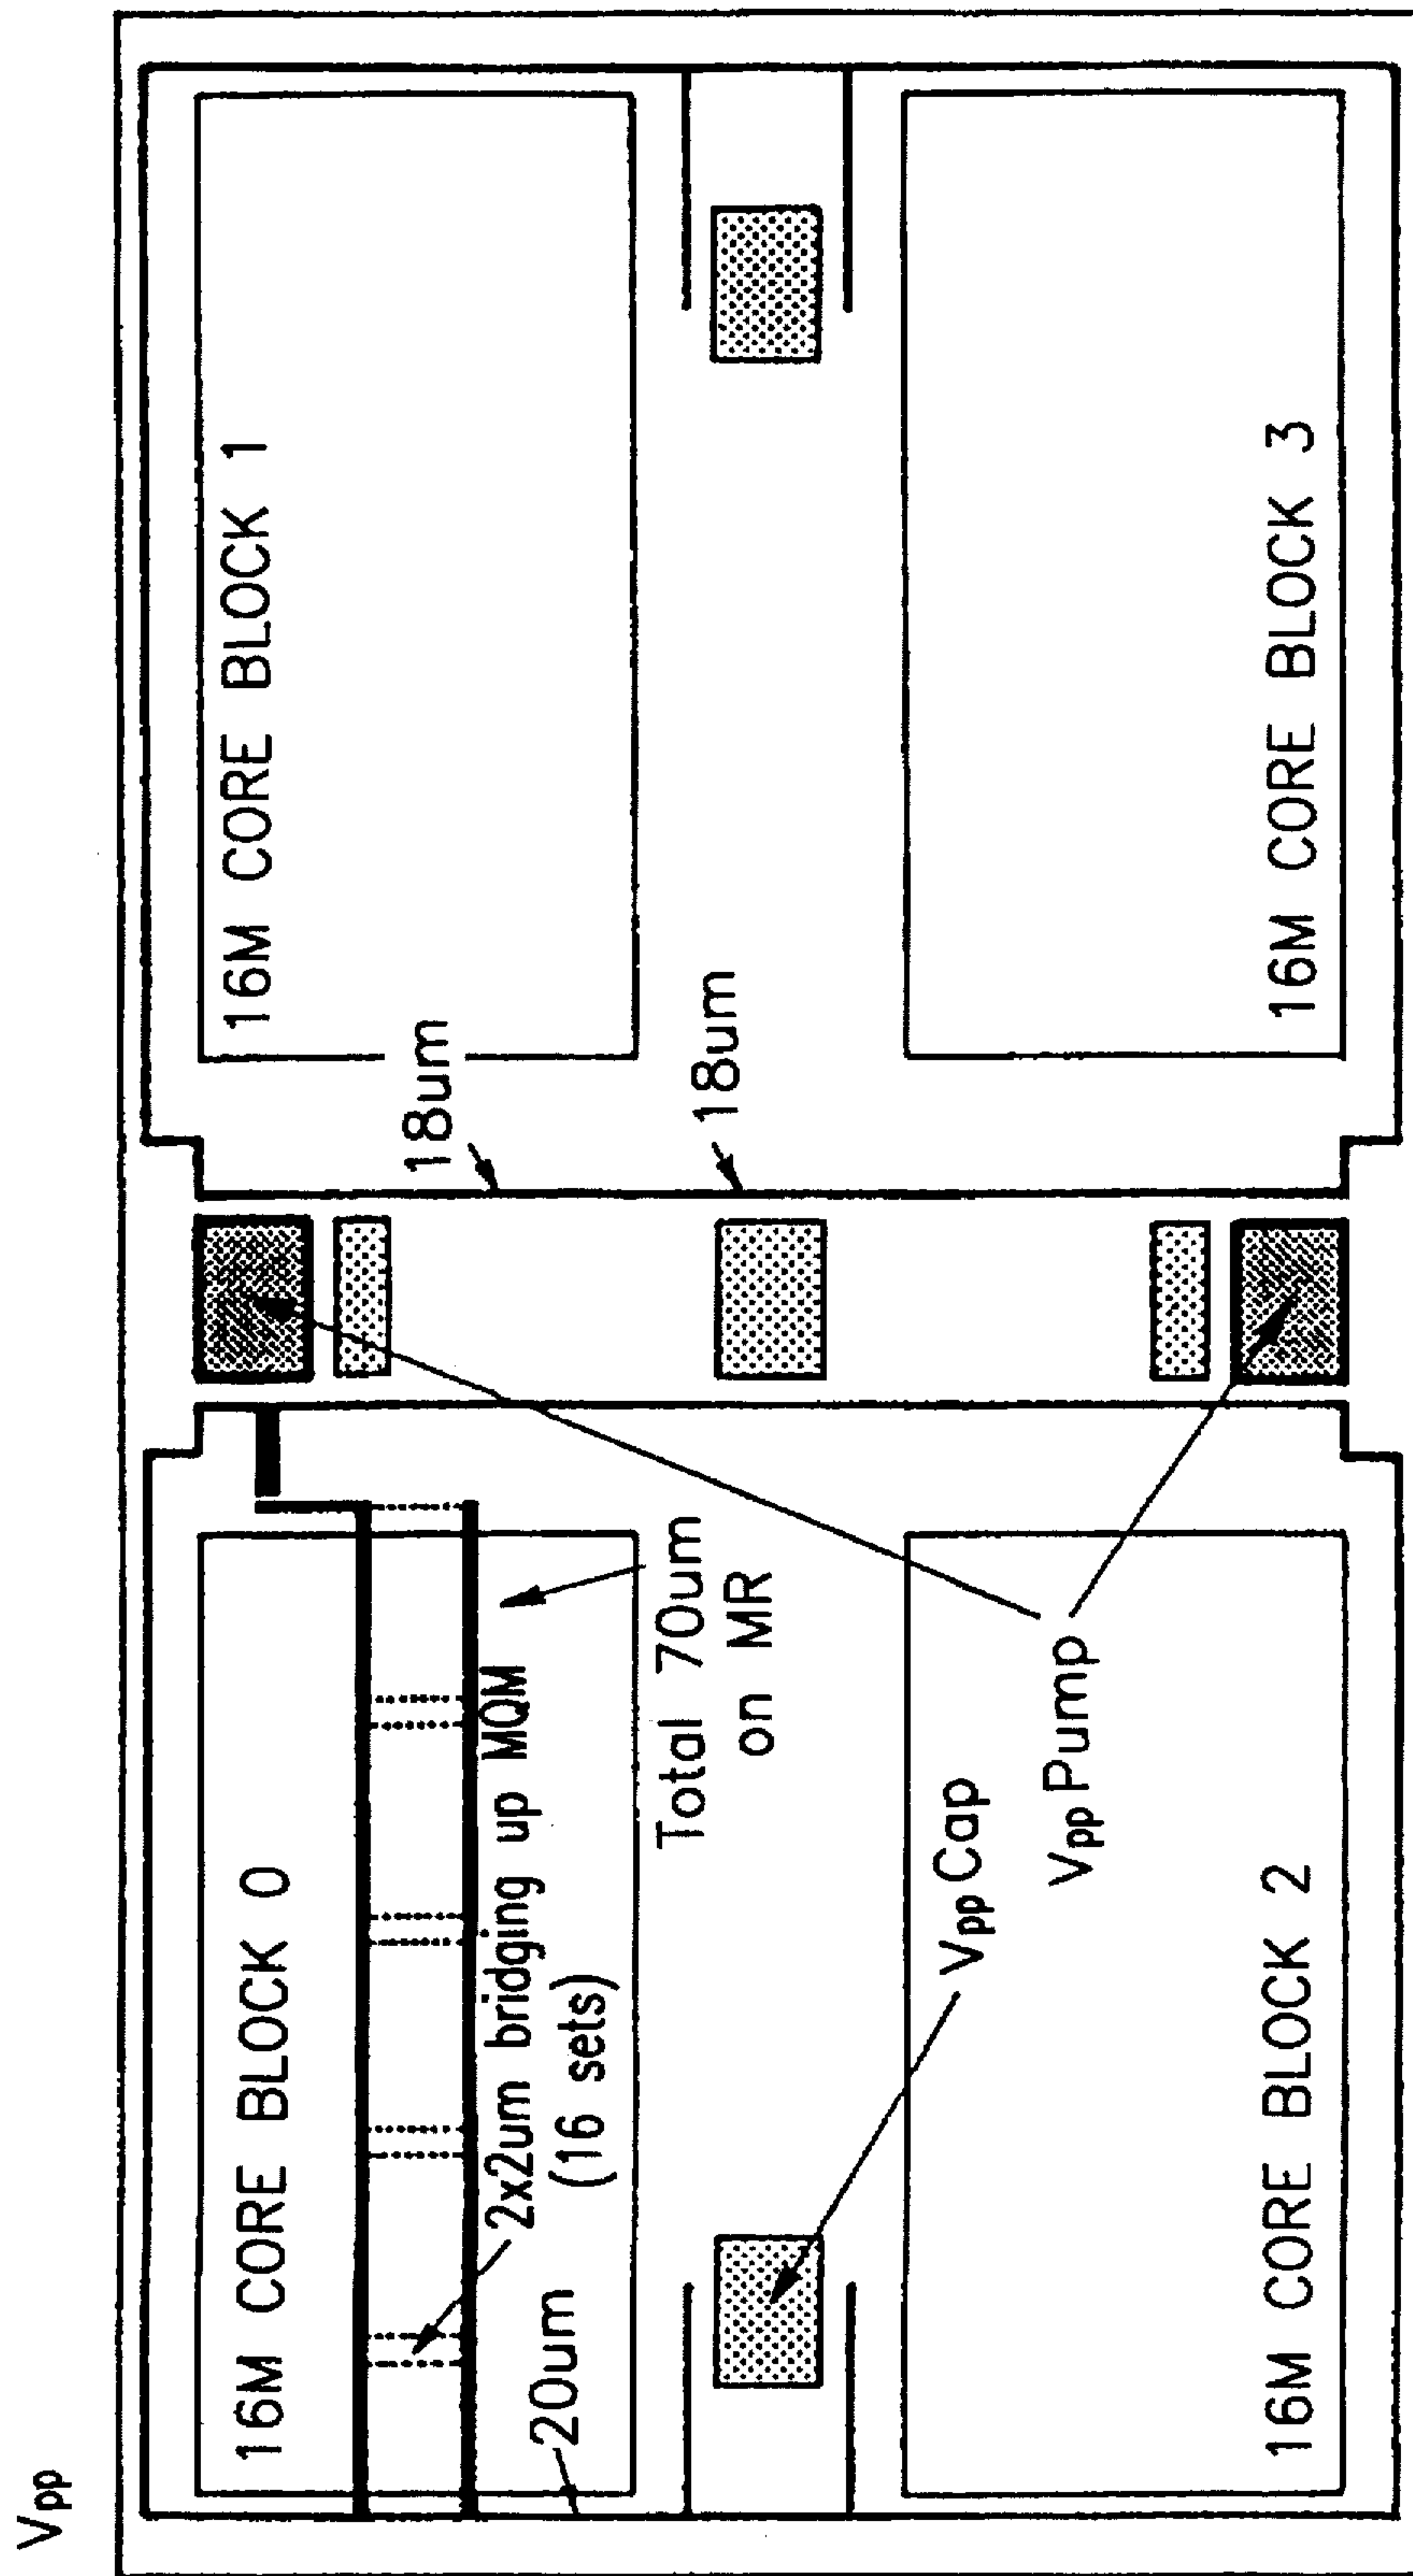 Vpp
16M CORE BLOCK 0
16M CORE BLOCK 1
18um
2x2um bridging up MQM
(16 sets)
20um
Total 70um
on MR
18um
Vpp Cap
Vpp Pump
16M CORE BLOCK 2
16M CORE BLOCK 3